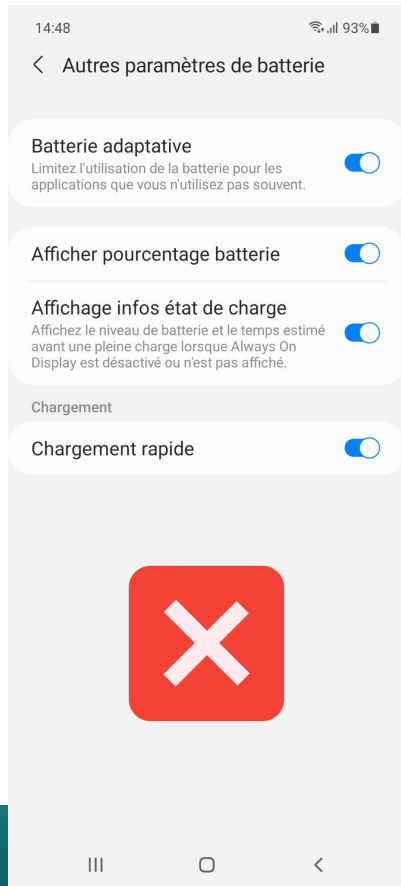 14:48 93%
Autres paramètres de batterie
Batterie adaptative
Limitez l'utilisation de la batterie pour les
applications que vous n'utilisez pas souvent.
Afficher pourcentage batterie
Affichage infos état de charge
Affichez le niveau de batterie et le temps estimé
avant une pleine charge lorsque Always On
Display est désactivé ou n'est pas affiché.
Chargement
Chargement rapide